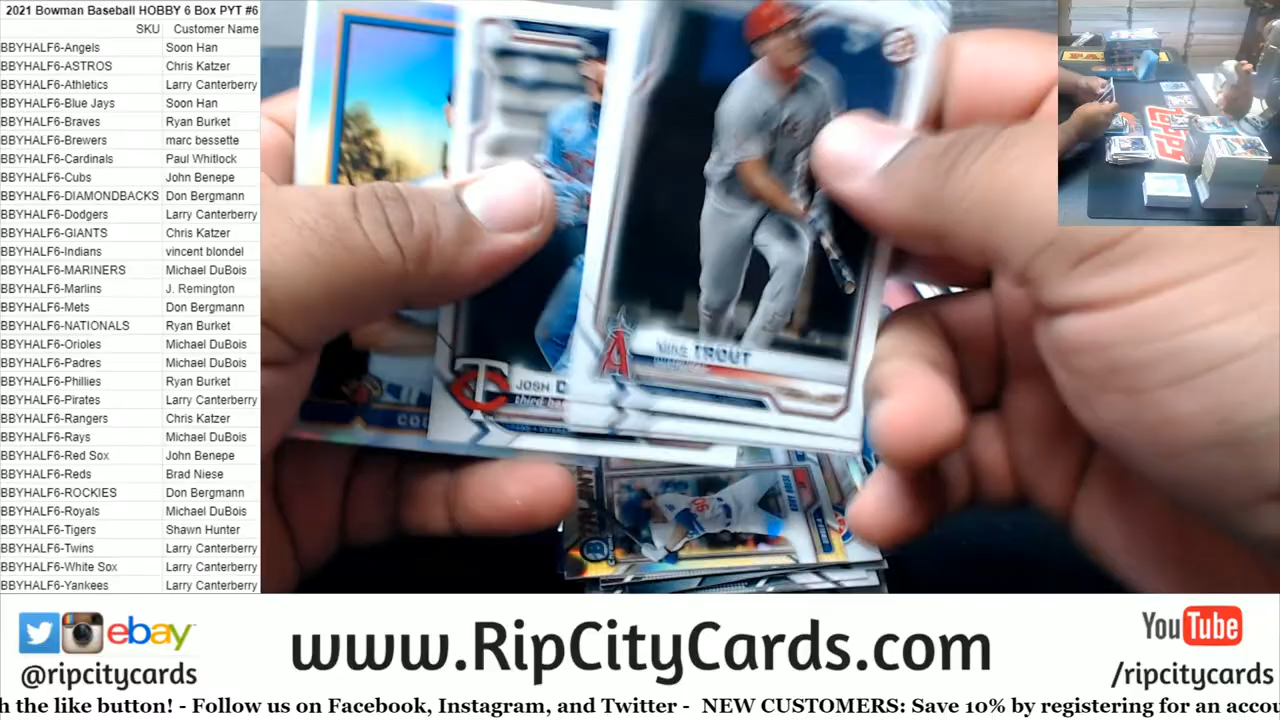 2021 Bowman Baseball HOBBY 6 Box PYT #6
SKU Customer Name
BBYHALF6-Angels Soon Han
BBYHALF6-ASTROS Chris Katzer
BBYHALF6-Athletics Larry Canterberry
BBYHALF6-Blue Jays Soon Han
BBYHALF6-Braves Ryan Burket
BBYHALF6-Brewers marc bessette
BBYHALF6-Cardinals Paul Whitlock
BBYHALF6-Cubs John Benepe
BBYHALF6-DIAMONDBACKS Don Bergmann
BBYHALF6-Dodgers Larry Canterberry
BBYHALF6-GIANTS Chris Katzer
BBYHALF6-Indians vincent blondel
BBYHALF6-MARINERS Michael DuBois
BBYHALF6-Marlins J. Remington
BBYHALF6-Mets Don Bergmann
BBYHALF6-NATIONALS Ryan Burket
BBYHALF6-Orioles Michael DuBois
BBYHALF6-Padres Michael DuBois
BBYHALF6-Phillies Ryan Burket
BBYHALF6-Pirates Larry Canterberry
BBYHALF6-Rangers Chris Katzer
BBYHALF6-Rays Michael DuBois
BBYHALF6-Red Sox John Benepe
BBYHALF6-Reds Brad Niese
BBYHALF6-ROCKIES Don Bergmann
BBYHALF6-Royals Michael DuBois
BBYHALF6-Tigers Shawn Hunter
BBYHALF6-Twins Larry Canterberry
BBYHALF6-White Sox Larry Canterberry
BBYHALF6-Yankees Larry Canterberry
MIKE TROUT
A
TC
JOSH D
third ba
COL
90
Topps
ebay
@ripcitycards
www.RipCityCards.com
YouTube
/ripcitycards
h the like button! - Follow us on Facebook, Instagram, and Twitter - NEW CUSTOMERS: Save 10% by registering for an accou